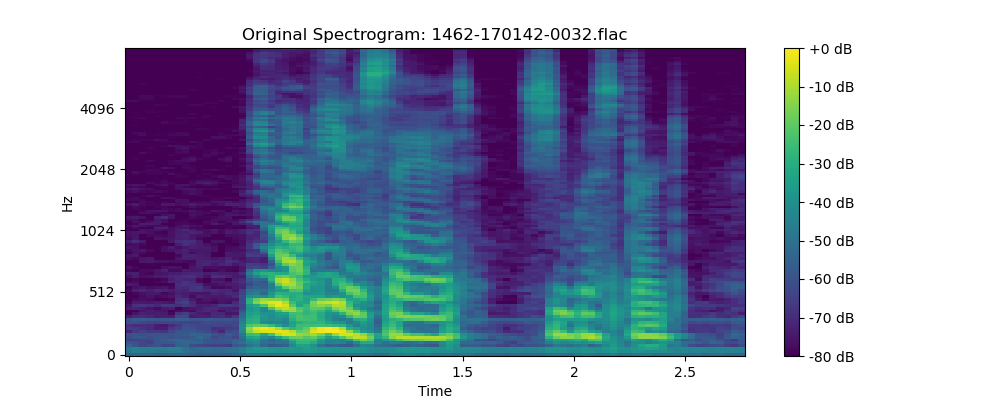 Original Spectrogram: 1462-170142-0032.flac
Hz
4096
2048
1024
512
0
0
0.5
1
1.5
2
2.5
Time
+0 dB
-10 dB
-20 dB
-30 dB
-40 dB
-50 dB
-60 dB
-70 dB
-80 dB